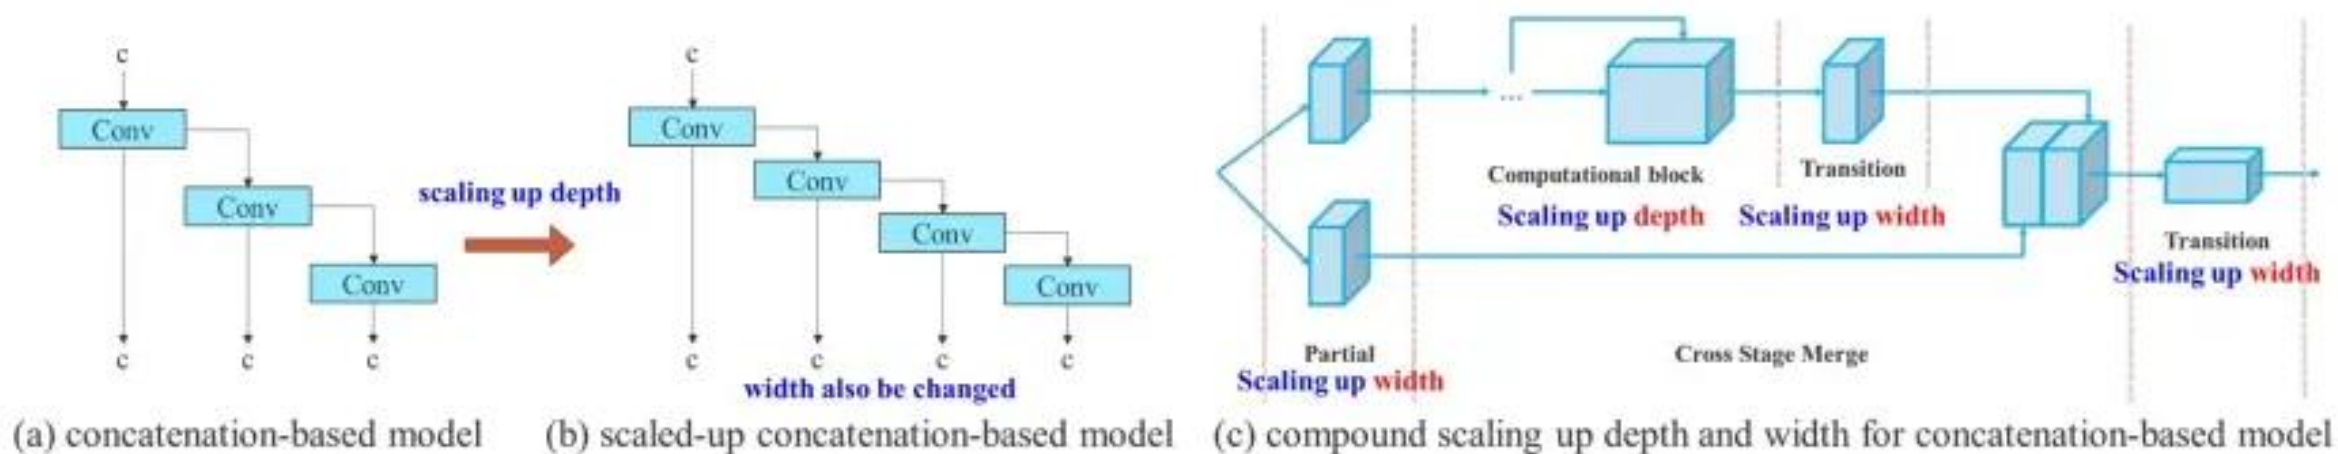 c
Conv
Conv
Conv
c c c
scaling up depth
c
Conv
Conv
Conv
Conv
c c c c
width also be changed
...
Computational block
Scaling up depth
Transition
Scaling up width
Transition
Scaling up width
Partial
Scaling up width
Cross Stage Merge
(a) concatenation-based model
(b) scaled-up concatenation-based model
(c) compound scaling up depth and width for concatenation-based model